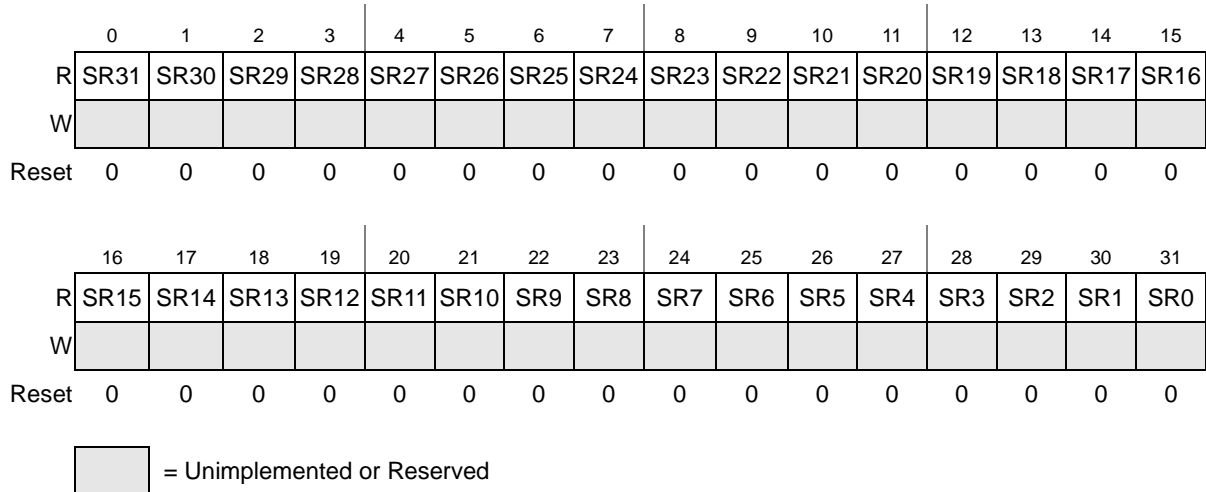 0 1 2 3 4 5 6 7 8 9 10 11 12 13 14 15
R SR31 SR30 SR29 SR28 SR27 SR26 SR25 SR24 SR23 SR22 SR21 SR20 SR19 SR18 SR17 SR16
W
Reset 0 0 0 0 0 0 0 0 0 0 0 0 0 0 0 0
16 17 18 19 20 21 22 23 24 25 26 27 28 29 30 31
R SR15 SR14 SR13 SR12 SR11 SR10 SR9 SR8 SR7 SR6 SR5 SR4 SR3 SR2 SR1 SR0
W
Reset 0 0 0 0 0 0 0 0 0 0 0 0 0 0 0 0
= Unimplemented or Reserved